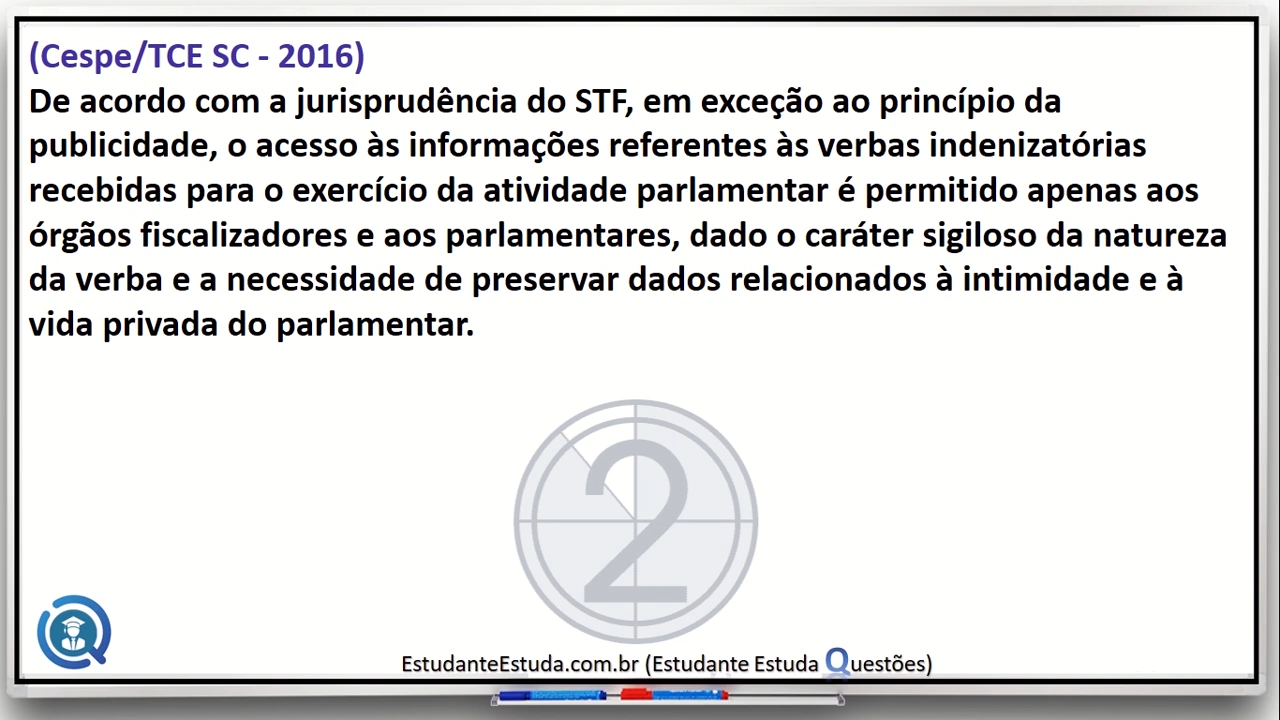 (Cespe/TCE SC - 2016)
De acordo com a jurisprudência do STF, em exceção ao princípio da
publicidade, o acesso às informações referentes às verbas indenizatórias
recebidas para o exercício da atividade parlamentar é permitido apenas aos
órgãos fiscalizadores e aos parlamentares, dado o caráter sigiloso da natureza
da verba e a necessidade de preservar dados relacionados à intimidade e à
vida privada do parlamentar.
2
EstudanteEstuda.com.br (Estudante Estuda Questões)